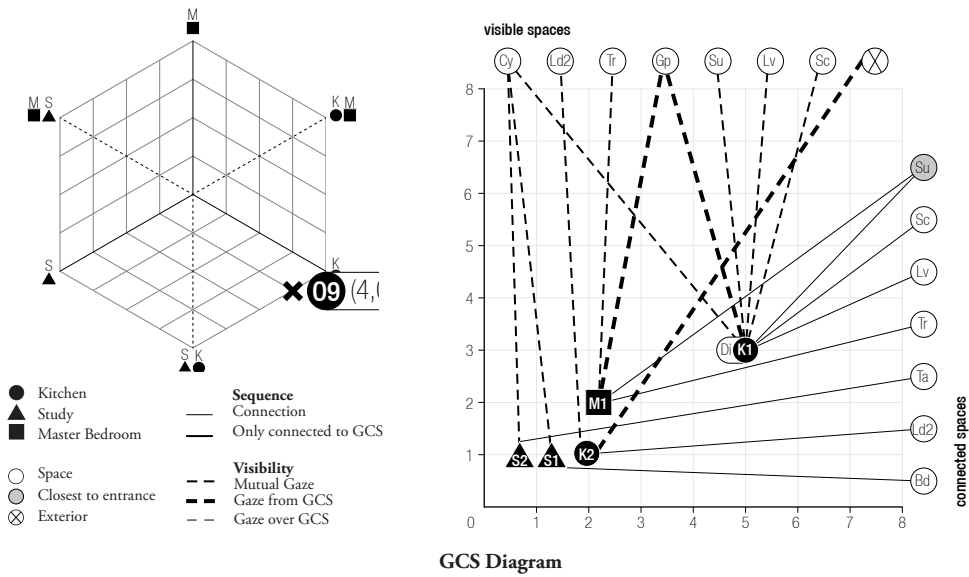 M
M S
K M
S
K
09 (4,
S K
Kitchen
Study
Master Bedroom
Space
Closest to entrance
Exterior
Sequence
Connection
Only connected to GCS
Visibility
Mutual Gaze
Gaze from GCS
Gaze over GCS
visible spaces
Cy Ld2 Tr Gp Su Lv Sc
8
7
6
5
4
3
2
1
0 1 2 3 4 5 6 7 8
Di K1
M1
S2 S1 K2
Su
Sc
Lv
Tr
Ta
Ld2
Bd
connected spaces
GCS Diagram